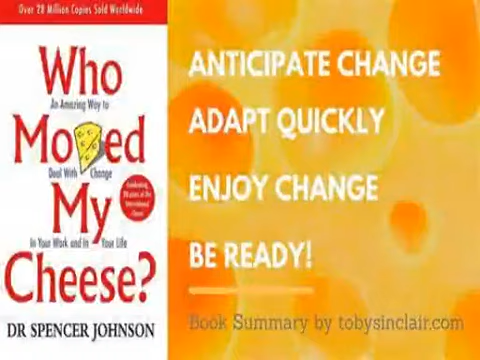 Over 28 Million Copies Sold Worldwide
Who
An Amazing Way to
Moved
Deal With Change
My
In Your Work and in Your Life
Cheese?
DR SPENCER JOHNSON
ANTICIPATE CHANGE
ADAPT QUICKLY
ENJOY CHANGE
BE READY!
Book Summary by tobysinclair.com